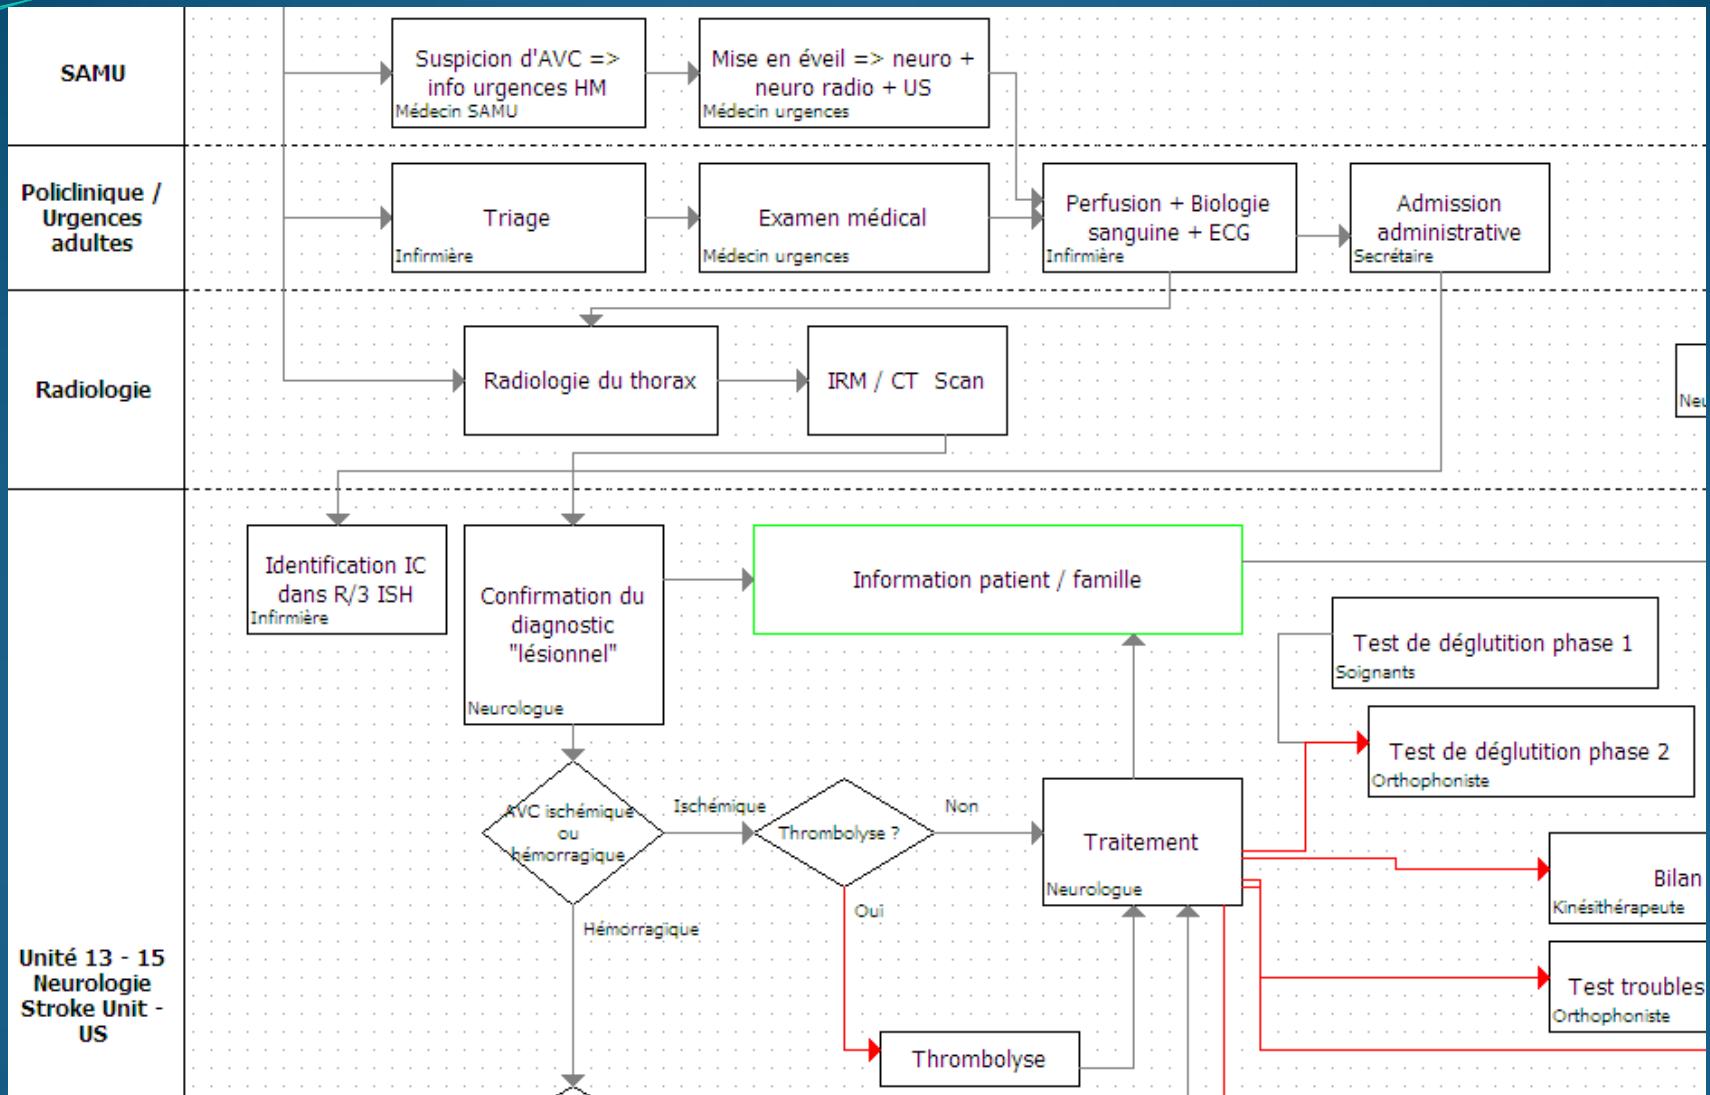 SAMU
Suspicion d'AVC =>
info urgences HM
Médecin SAMU
Mise en éveil => neuro +
neuro radio + US
Médecin urgences
Policlinique /
Urgences
adultes
Triage
Infirmière
Examen médical
Médecin urgences
Perfusion + Biologie
sanguine + ECG
Infirmière
Admission
administrative
Secrétaire
Radiologie
Radiologie du thorax
IRM / CT Scan
Unité 13 - 15
Neurologie
Stroke Unit -
US
Identification IC
dans R/3 ISH
Infirmière
Confirmation du
diagnostic
"lésionnel"
Neurologue
Information patient / famille
Test de déglutition phase 1
Soignants
Test de déglutition phase 2
Orthophoniste
AVC ischémique
ou
hémorragique
Ischémique
Hémorragique
Thrombolyse ?
Non
Oui
Traitement
Neurologue
Bilan
Kinésithérapeute
Test troubles
Orthophoniste
Thrombolyse